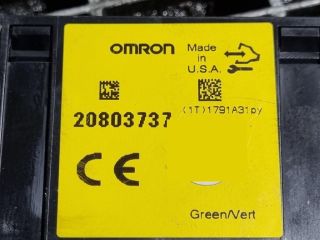 OMRON
Made
in
U.S.A.
20803737
(1T)1791A31py
CE
Green/Vert